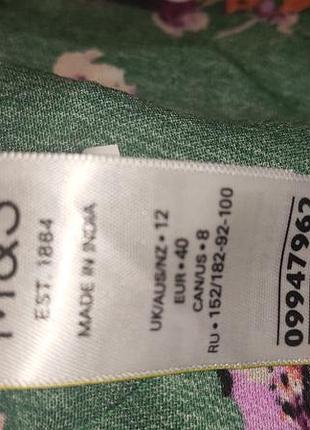 M&S
EST. 1884
MADE IN INDIA
UK/AUS/NZ • 12
EUR • 40
CAN/US • 8
RU • 152/182-92-100
09947962